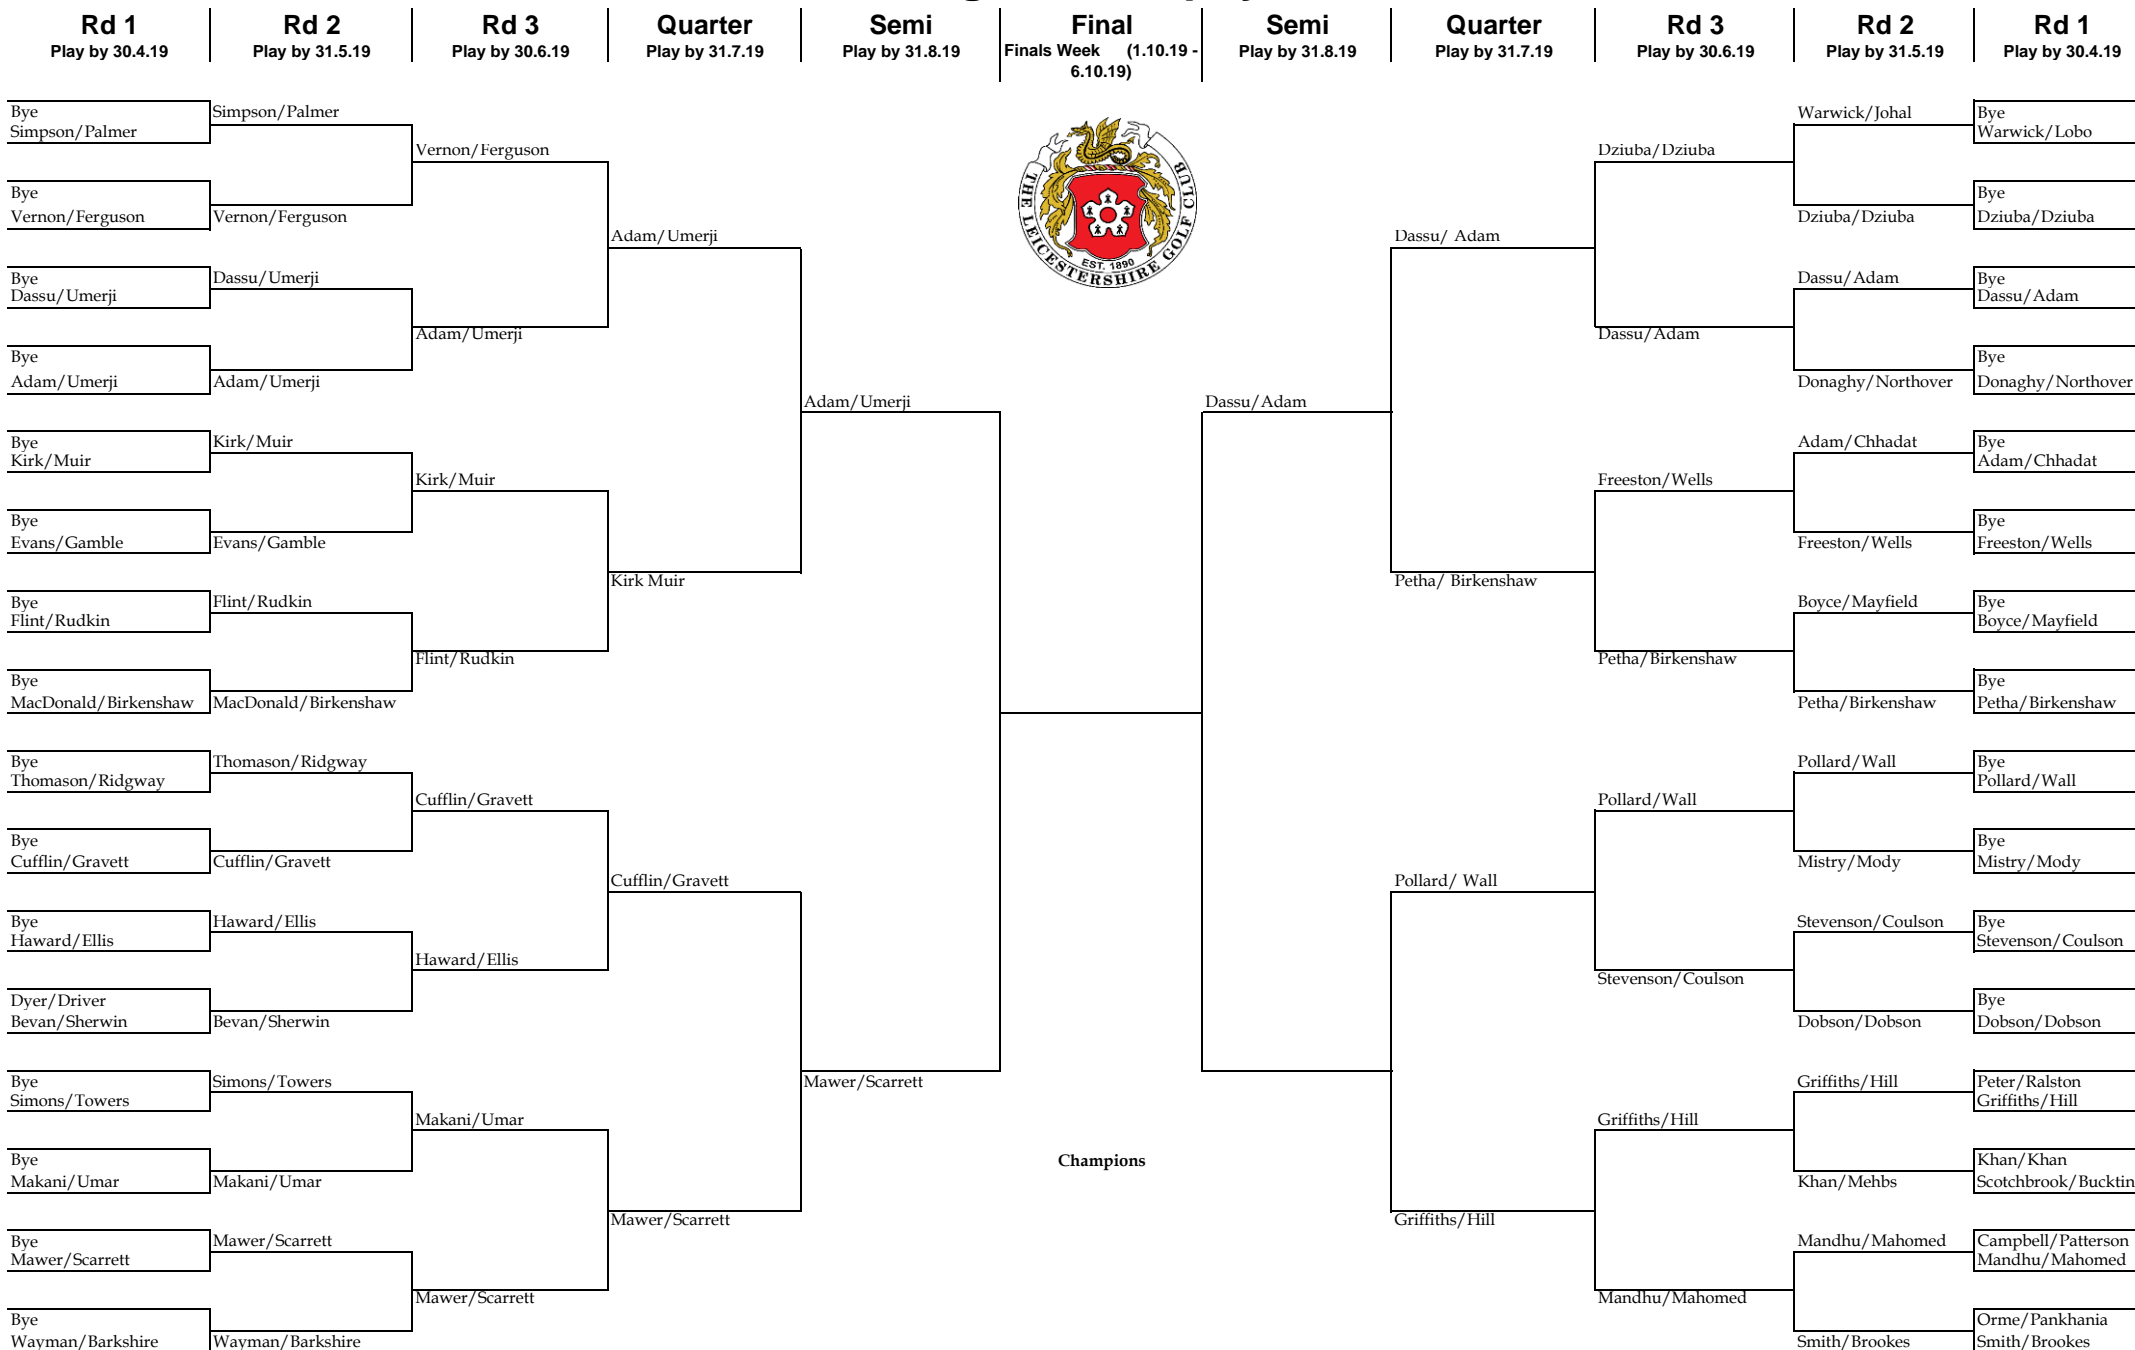 Rd 1
Play by 30.4.19
Rd 2
Play by 31.5.19
Rd 3
Play by 30.6.19
Quarter
Play by 31.7.19
Semi
Play by 31.8.19
Final
Finals Week (1.10.19 -
6.10.19)
Semi
Play by 31.8.19
Quarter
Play by 31.7.19
Rd 3
Play by 30.6.19
Rd 2
Play by 31.5.19
Rd 1
Play by 30.4.19
Bye
Simpson/Palmer
Bye
Vernon/Ferguson
Bye
Dassu/Umerji
Bye
Adam/Umerji
Bye
Kirk/Muir
Bye
Evans/Gamble
Bye
Flint/Rudkin
Bye
MacDonald/Birkenshaw
Bye
Thomason/Ridgway
Bye
Cufflin/Gravett
Bye
Haward/Ellis
Dyer/Driver
Bevan/Sherwin
Bye
Simons/Towers
Bye
Makani/Umar
Bye
Mawer/Scarrett
Bye
Wayman/Barkshire
Simpson/Palmer
Vernon/Ferguson
Dassu/Umerji
Adam/Umerji
Kirk/Muir
Evans/Gamble
Flint/Rudkin
MacDonald/Birkenshaw
Thomason/Ridgway
Cufflin/Gravett
Haward/Ellis
Bevan/Sherwin
Simons/Towers
Makani/Umar
Mawer/Scarrett
Wayman/Barkshire
Vernon/Ferguson
Adam/Umerji
Kirk/Muir
Flint/Rudkin
Cufflin/Gravett
Haward/Ellis
Makani/Umar
Mawer/Scarrett
Adam/Umerji
Kirk Muir
Cufflin/Gravett
Mawer/Scarrett
Adam/Umerji
Mawer/Scarrett
THE LEICESTERSHIRE GOLF CLUB
EST. 1890
Champions
Dassu/Adam
Dassu/ Adam
Petha/ Birkenshaw
Pollard/ Wall
Griffiths/Hill
Dziuba/Dziuba
Dassu/Adam
Freeston/Wells
Petha/Birkenshaw
Pollard/Wall
Stevenson/Coulson
Griffiths/Hill
Mandhu/Mahomed
Warwick/Johal
Dziuba/Dziuba
Dassu/Adam
Donaghy/Northover
Adam/Chhadat
Freeston/Wells
Boyce/Mayfield
Petha/Birkenshaw
Pollard/Wall
Mistry/Mody
Stevenson/Coulson
Dobson/Dobson
Griffiths/Hill
Khan/Mehbs
Mandhu/Mahomed
Smith/Brookes
Bye
Warwick/Lobo
Bye
Dziuba/Dziuba
Bye
Dassu/Adam
Bye
Donaghy/Northover
Bye
Adam/Chhadat
Bye
Freeston/Wells
Bye
Boyce/Mayfield
Bye
Petha/Birkenshaw
Bye
Pollard/Wall
Bye
Mistry/Mody
Bye
Stevenson/Coulson
Bye
Dobson/Dobson
Peter/Ralston
Griffiths/Hill
Khan/Khan
Scotchbrook/Bucktin
Campbell/Patterson
Mandhu/Mahomed
Orme/Pankhania
Smith/Brookes